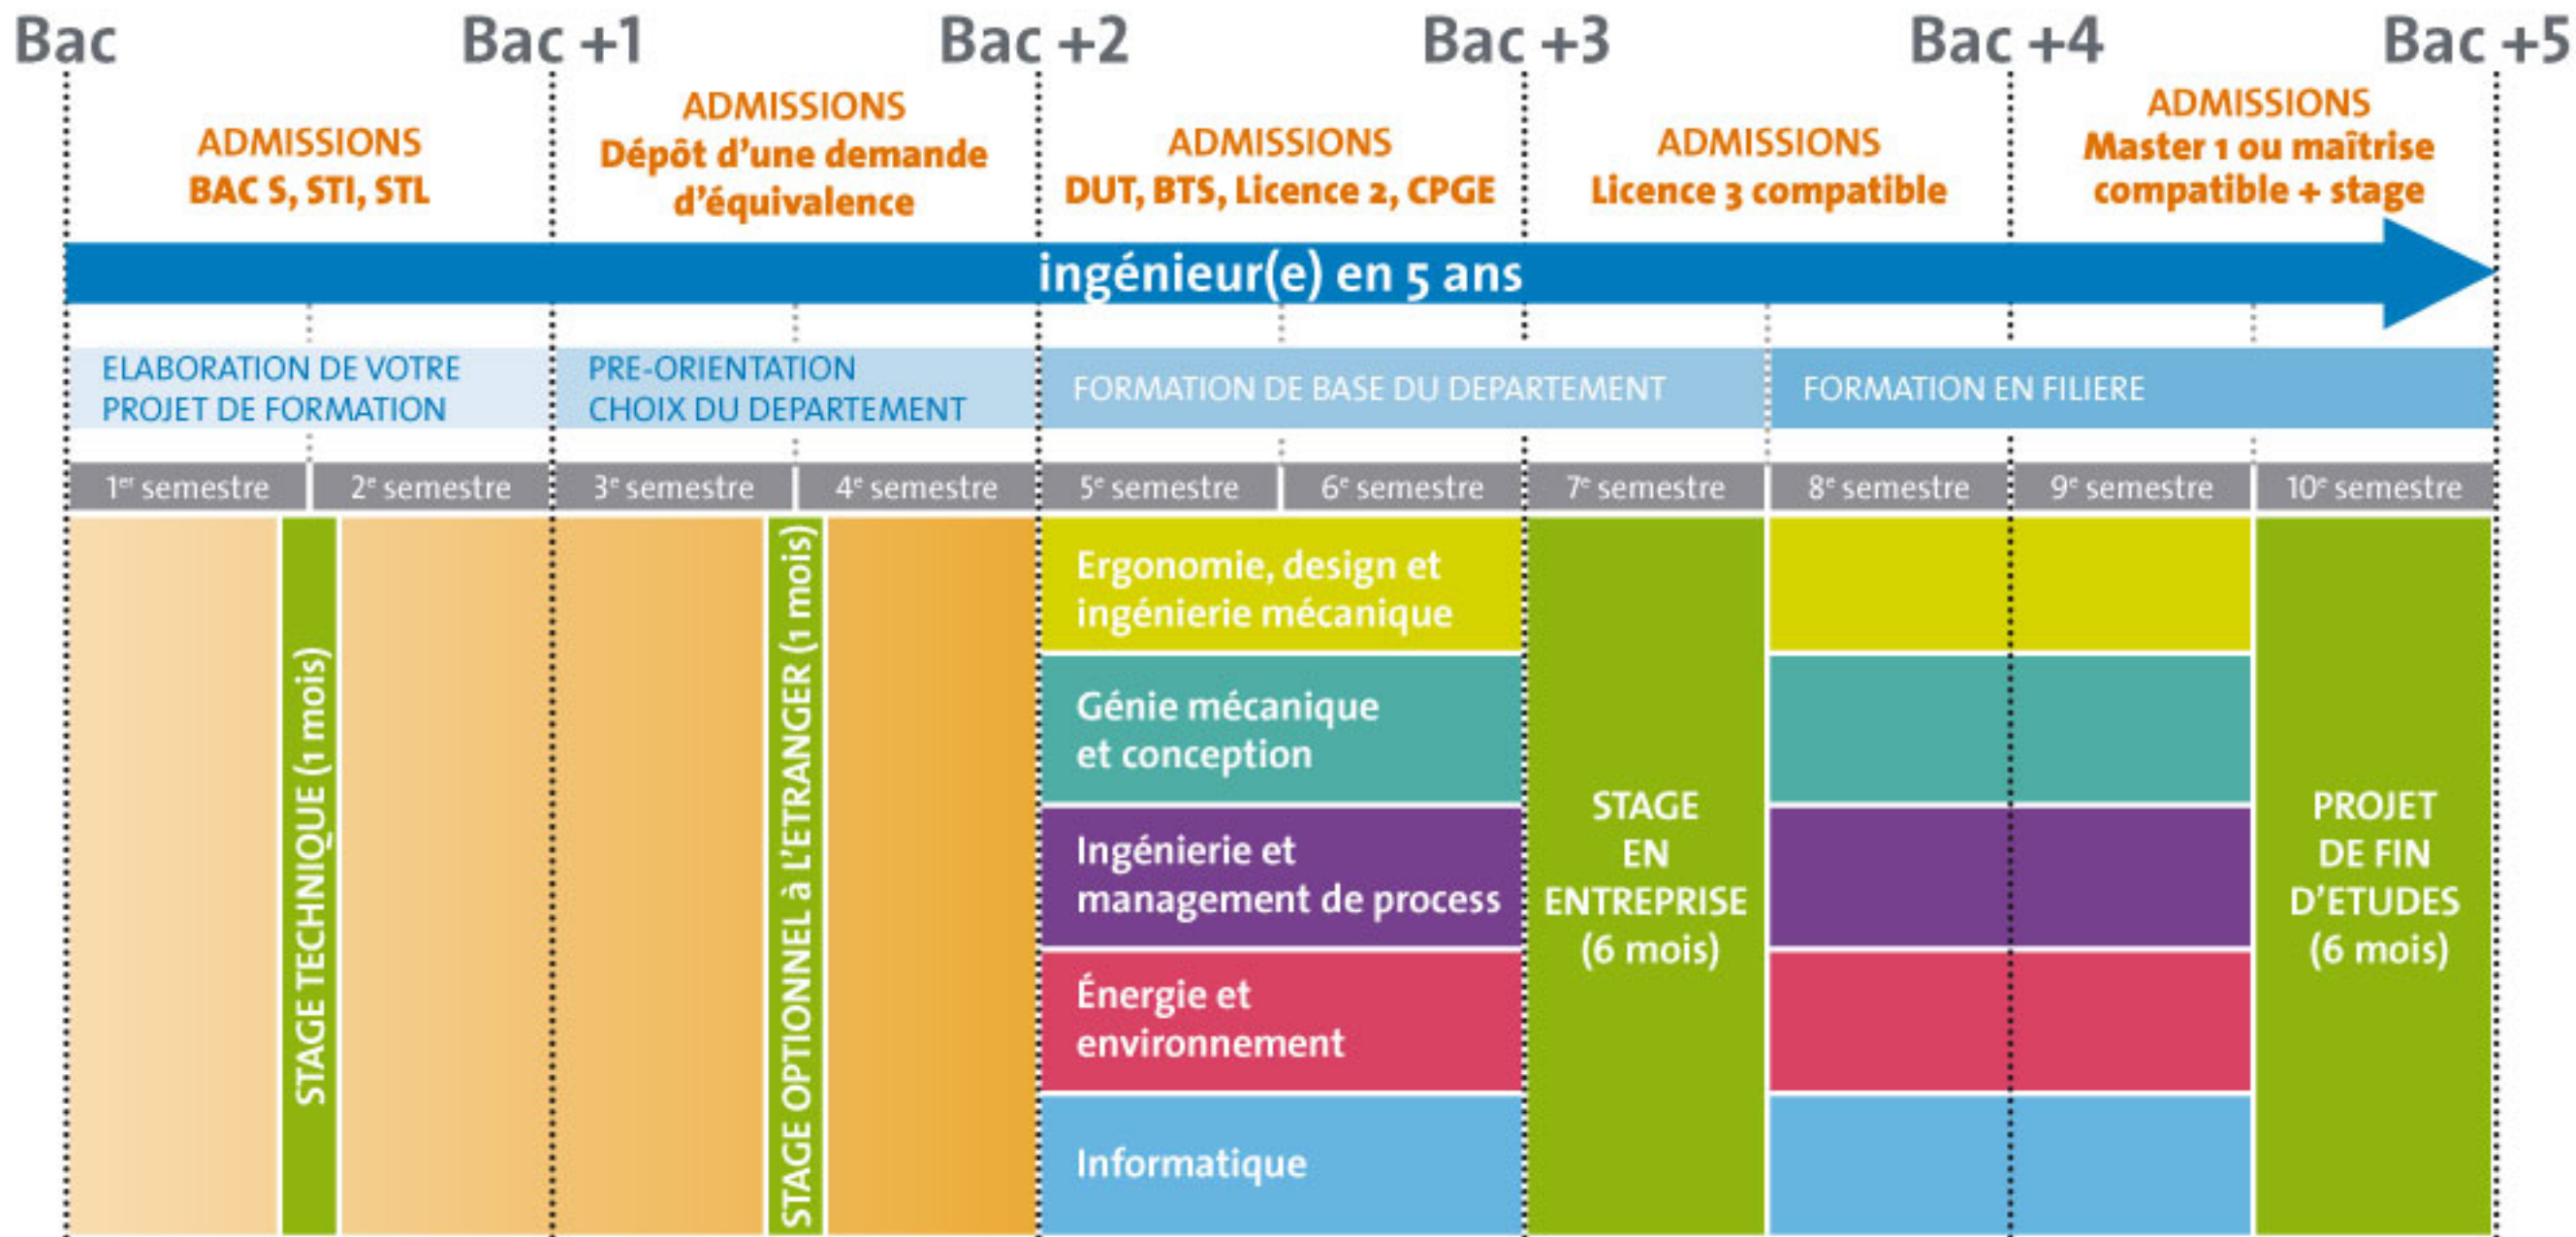 Bac
Bac +1
Bac +2
Bac +3
Bac +4
Bac +5
ADMISSIONS
BAC S, STI, STL
ADMISSIONS
Dépôt d'une demande
d'équivalence
ADMISSIONS
DUT, BTS, Licence 2, CPGE
ADMISSIONS
Licence 3 compatible
ADMISSIONS
Master 1 ou maîtrise
compatible + stage
ingénieur(e) en 5 ans
ELABORATION DE VOTRE
PROJET DE FORMATION
PRE-ORIENTATION
CHOIX DU DEPARTEMENT
FORMATION DE BASE DU DEPARTEMENT
FORMATION EN FILIERE
1er semestre
2e semestre
3e semestre
4e semestre
5e semestre
6e semestre
7e semestre
8e semestre
9e semestre
10e semestre
STAGE TECHNIQUE (1 mois)
STAGE OPTIONNEL à L'ETRANGER (1 mois)
Ergonomie, design et
ingénierie mécanique
Génie mécanique
et conception
Ingénierie et
management de process
Énergie et
environnement
Informatique
STAGE
EN
ENTREPRISE
(6 mois)
PROJET
DE FIN
D'ETUDES
(6 mois)